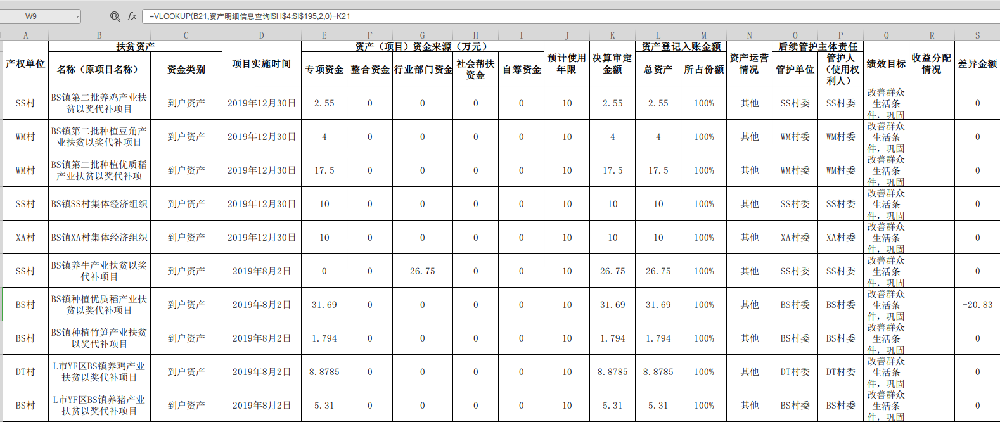 W9 fx =VLOOKUP(B21,资产明细信息查询!$H$4:$I$195,2,0)-K21
A B C D E F G H I J K L M N O P Q R S
产权单位 扶贫资产 项目实施时间 资产（项目）资金来源（万元） 预计使用年限 决算审定金额 资产登记入账金额 资产运营情况 后续管护主体责任 绩效目标 收益分配情况 差异金额
名称（原项目名称） 资金类别 专项资金 整合资金 行业部门资金 社会帮扶资金 自筹资金 总资产 所占份额 管护单位 管护人（使用权利人）
SS村 BS镇第二批养鸡产业扶贫以奖代补项目 到户资产 2019年12月30日 2.55 0 0 0 0 10 2.55 2.55 100% 其他 SS村委 SS村委 改善群众生活条件，巩固 0
WM村 BS镇第二批种植豆角产业扶贫以奖代补项目 到户资产 2019年12月30日 4 0 0 0 0 10 4 4 100% 其他 WM村委 WM村委 改善群众生活条件，巩固 0
WM村 BS镇第二批种植优质稻产业扶贫以奖代补项 到户资产 2019年12月30日 17.5 0 0 0 0 10 17.5 17.5 100% 其他 WM村委 WM村委 改善群众生活条件，巩固 0
SS村 BS镇SS村集体经济组织 到户资产 2019年12月30日 10 0 0 0 0 10 10 10 100% 其他 SS村委 SS村委 改善群众生活条件，巩固 0
XA村 BS镇XA村集体经济组织 到户资产 2019年12月30日 10 0 0 0 0 10 10 10 100% 其他 XA村委 XA村委 改善群众生活条件，巩固 0
SS村 BS镇养牛产业扶贫以奖代补项目 到户资产 2019年8月2日 0 0 26.75 0 0 10 26.75 26.75 100% 其他 SS村委 SS村委 改善群众生活条件，巩固 0
BS村 BS镇种植优质稻产业扶贫以奖代补项目 到户资产 2019年8月2日 31.69 0 0 0 0 10 31.69 31.69 100% 其他 BS村委 BS村委 改善群众生活条件，巩固 -20.83
BS村 BS镇种植竹笋产业扶贫以奖代补项目 到户资产 2019年8月2日 1.794 0 0 0 0 10 1.794 1.794 100% 其他 BS村委 BS村委 改善群众生活条件，巩固 0
DT村 L市YF区BS镇养鸡产业扶贫以奖代补项目 到户资产 2019年8月2日 8.8785 0 0 0 0 10 8.8785 8.8785 100% 其他 DT村委 DT村委 改善群众生活条件，巩固 0
BS村 L市YF区BS镇养猪产业扶贫以奖代补项目 到户资产 2019年8月2日 5.31 0 0 0 0 10 5.31 5.31 100% 其他 BS村委 BS村委 改善群众生活条件，巩固 0